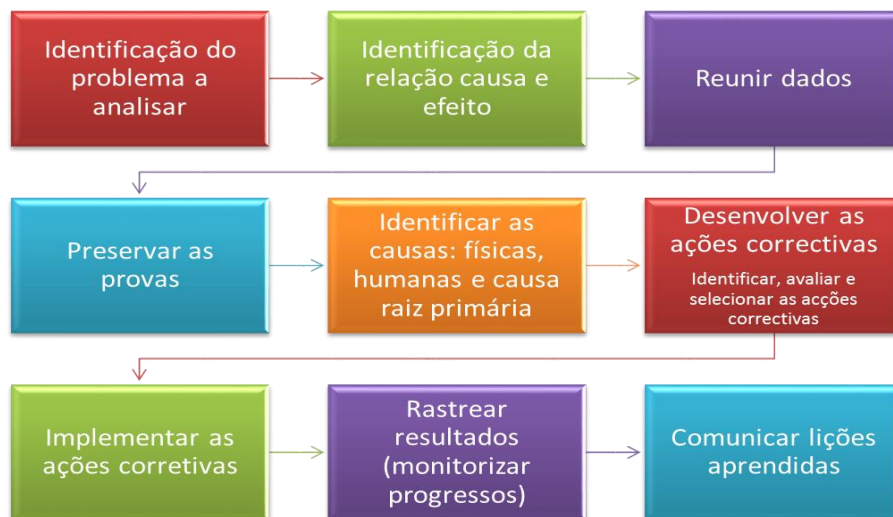 Identificação do
problema a
analisar
Identificação da
relação causa e
efeito
Reunir dados
Preservar as
provas
Identificar as
causas: físicas,
humanas e causa
raiz primária
Desenvolver as
ações correctivas
Identificar, avaliar e
selecionar as acções
correctivas
Implementar as
ações corretivas
Rastrear
resultados
(monitorizar
progressos)
Comunicar lições
aprendidas